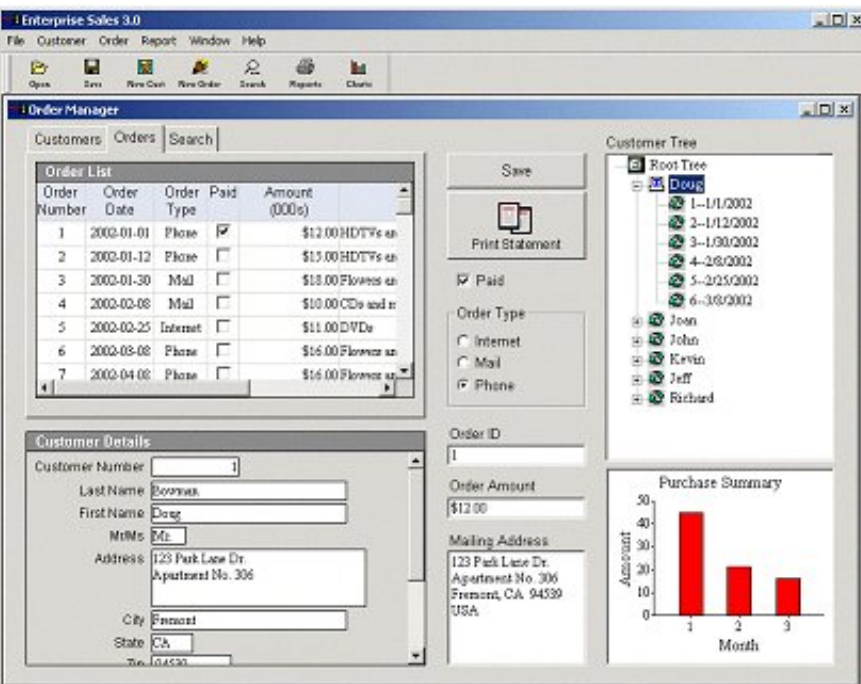 Enterprise Sales 3.0
File Customer Order Report Window Help
Open Save New Cust New Order Search Reports Charts
Order Manager
Customers Orders Search
Order List
Order Number Order Date Order Type Paid Amount (000s)
1 2002-01-01 Phone $12.00 HDTVs an
2 2002-01-12 Phone $15.00 HDTVs an
3 2002-01-30 Mail $18.00 Flowers an
4 2002-02-08 Mail $10.00 CDs and
5 2002-02-25 Internet $11.00 DVDs
6 2002-03-08 Phone $16.00 Flowers an
7 2002-04-08 Phone $16.00 Flowers an
Customer Details
Customer Number 1
Last Name Bowman
First Name Doug
Mr/Ms Mr.
Address 123 Park Lane Dr.
Apartment No. 306
City Fremont
State CA
Zip 94539
Save
Print Statement
Paid
Order Type
Internet
Mail
Phone
Order ID
1
Order Amount
$12.00
Mailing Address
123 Park Lane Dr.
Apartment No. 306
Fremont, CA 94539
USA
Customer Tree
Root Tree
Doug
1--1/1/2002
2--1/12/2002
3--1/30/2002
4--2/8/2002
5--2/25/2002
6--3/8/2002
Joan
John
Kevin
Jeff
Richard
Purchase Summary
Amount
50
40
30
20
10
0
1 2 3
Month